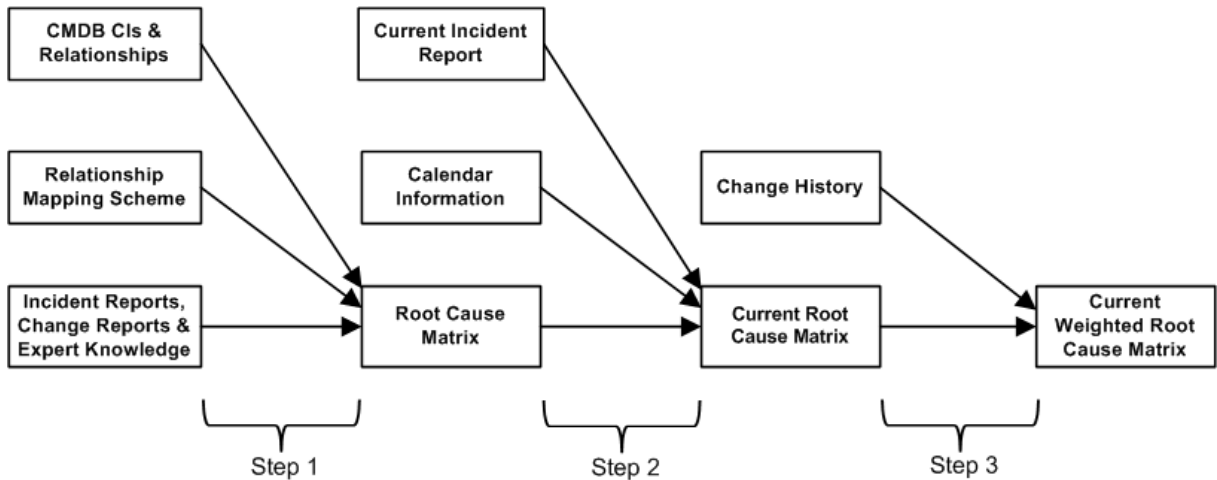 CMDB CIs &
Relationships
Current Incident
Report
Relationship
Mapping Scheme
Calendar
Information
Change History
Incident Reports,
Change Reports &
Expert Knowledge
Root Cause
Matrix
Current Root
Cause Matrix
Current
Weighted Root
Cause Matrix
Step 1
Step 2
Step 3